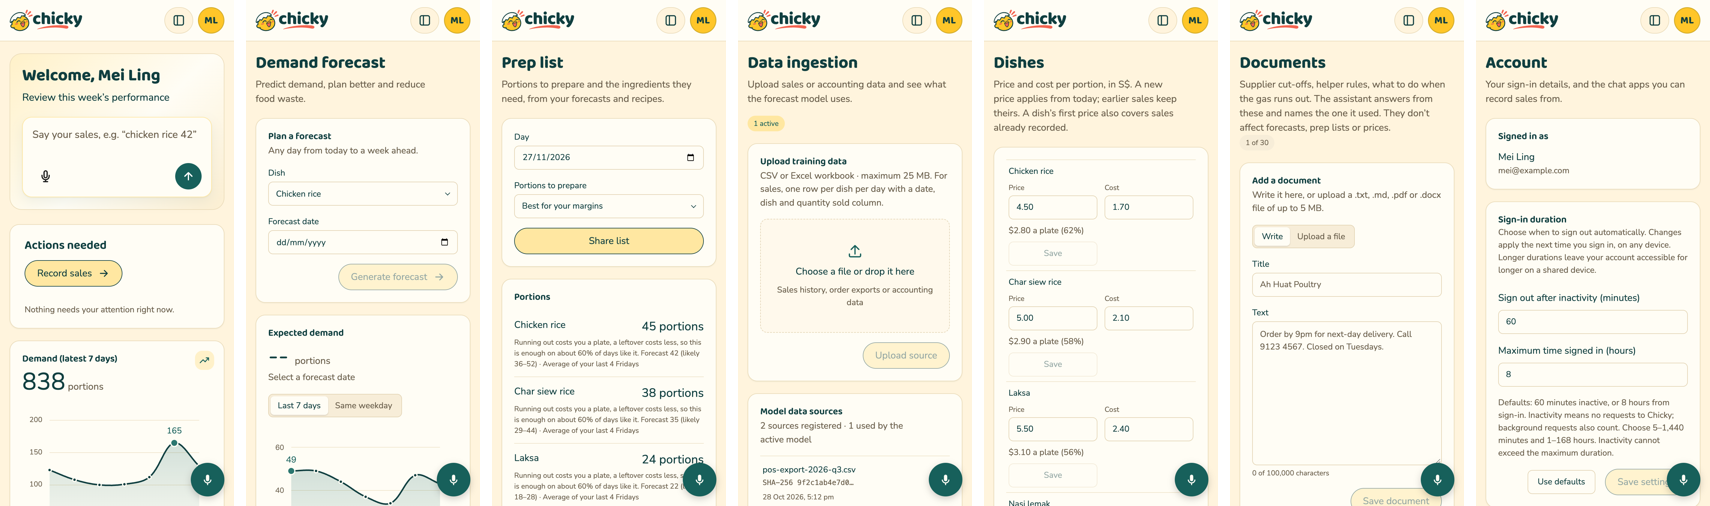 chicky
ML
Welcome, Mei Ling
Review this week's performance
Say your sales, e.g. "chicken rice 42"
Actions needed
Record sales
Nothing needs your attention right now.
Demand (latest 7 days)
838 portions
200
165
150
100
chicky
ML
Demand forecast
Predict demand, plan better and reduce
food waste.
Plan a forecast
Any day from today to a week ahead.
Dish
Chicken rice
Forecast date
dd/mm/yyyy
Generate forecast
Expected demand
-- portions
Select a forecast date
Last 7 days
Same weekday
60
49
40
chicky
ML
Prep list
Portions to prepare and the ingredients they
need, from your forecasts and recipes.
Day
27/11/2026
Portions to prepare
Best for your margins
Share list
Portions
Chicken rice 45 portions
Running out costs you a plate, a leftover costs less, so this
is enough on about 60% of days like it. Forecast 42 (likely
36–52) · Average of your last 4 Fridays
Char siew rice 38 portions
Running out costs you a plate, a leftover costs less, so this
is enough on about 60% of days like it. Forecast 35 (likely
29–44) · Average of your last 4 Fridays
Laksa 24 portions
Running out costs you a plate, a leftover costs less, s
is enough on about 60% of days like it. Forecast 22 (l
18–28) · Average of your last 4 Fridays
chicky
ML
Data ingestion
Upload sales or accounting data and see what
the forecast model uses.
1 active
Upload training data
CSV or Excel workbook · maximum 25 MB. For
sales, one row per dish per day with a date,
dish and quantity sold column.
Choose a file or drop it here
Sales history, order exports or accounting
data
Upload source
Model data sources
2 sources registered · 1 used by the
active model
pos-export-2026-q3.csv
SHA-256 9f2c1ab4e7d0…
28 Oct 2026, 5:12 pm
chicky
ML
Dishes
Price and cost per portion, in S$. A new
price applies from today; earlier sales keep
theirs. A dish's first price also covers sales
already recorded.
Chicken rice
Price Cost
4.50 1.70
$2.80 a plate (62%)
Save
Char siew rice
Price Cost
5.00 2.10
$2.90 a plate (58%)
Save
Laksa
Price Cost
5.50 2.40
$3.10 a plate (56%)
Save
Nasi lemak
chicky
ML
Documents
Supplier cut-offs, helper rules, what to do when
the gas runs out. The assistant answers from
these and names the one it used. They don't
affect forecasts, prep lists or prices.
1 of 30
Add a document
Write it here, or upload a .txt, .md, .pdf or .docx
file of up to 5 MB.
Write
Upload a file
Title
Ah Huat Poultry
Text
Order by 9pm for next-day delivery. Call
9123 4567. Closed on Tuesdays.
0 of 100,000 characters
Save document
chicky
ML
Account
Your sign-in details, and the chat apps you can
record sales from.
Signed in as
Mei Ling
mei@example.com
Sign-in duration
Choose when to sign out automatically. Changes
apply the next time you sign in, on any device.
Longer durations leave your account accessible for
longer on a shared device.
Sign out after inactivity (minutes)
60
Maximum time signed in (hours)
8
Defaults: 60 minutes inactive, or 8 hours from
sign-in. Inactivity means no requests to Chicky;
background requests also count. Choose 5–1,440
minutes and 1–168 hours. Inactivity cannot
exceed the maximum duration.
Use defaults
Save settin